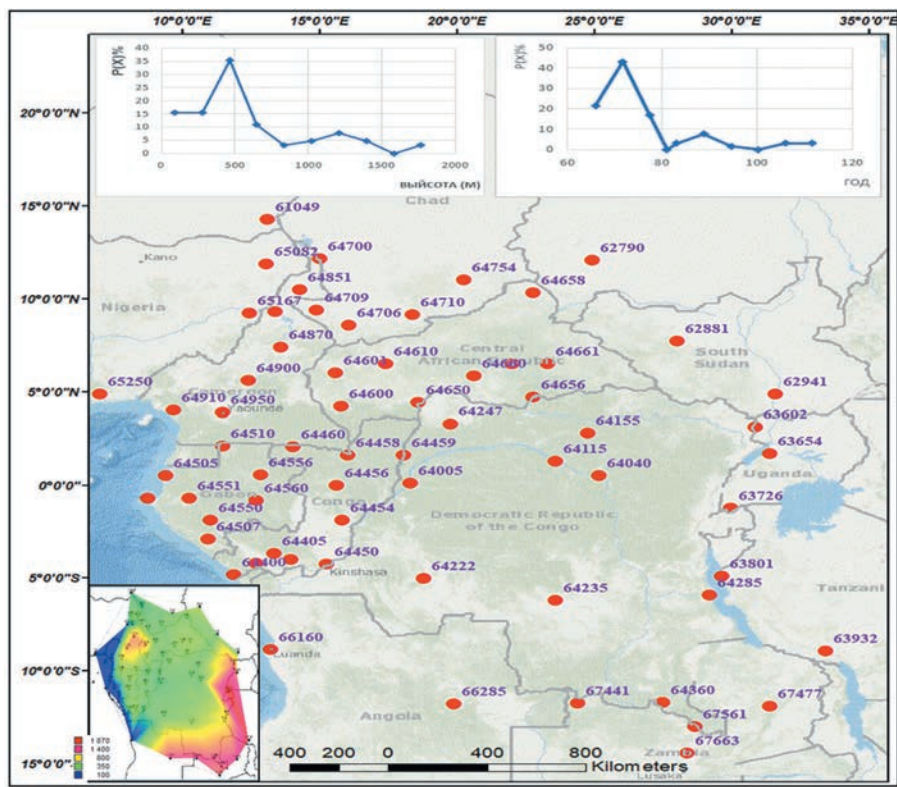 10°0'0"E 15°0'0"E 20°0'0"E 25°0'0"E 30°0'0"E 35°0'0"E
20°0'0"N
15°0'0"N
10°0'0"N
5°0'0"N
0°0'0"
5°0'0"S
10°0'0"S
15°0'0"S
P(X)%
40
35
30
25
20
15
10
5
0
0 500 1000 1500 2000
ВЫЙСОТА (М)
P(X)%
50
40
30
20
10
0
60 80 100 120
ГОД
Chad
61049
Kano
65082 64700 62790
64851 64754 64658
Nigeria
65167 64709 64706 64710
64870 62881
Central
African Republic
South
Sudan
64601 64610 64661
64900 64600 64650 64656 62941
65250
Cameroon
64910 64950
Yaounde
64247 64155 63602
64510 64460 64458 64459 64115 63654
64505 64556 64456 64005 64040
Uganda
Gabon
64551 64560
Congo
64550 64454 63726
Democratic Republic
of the Congo
64507
64405 64450
Kinshasa
64400 64222 63801
64285
64235
Tanzani
66160
Luanda
63932
66285 67441 64360 67477
Angola
67561
67663
Zambia
Lusaka
400 200 0 400 800
Kilometers
1 400
800
350
100